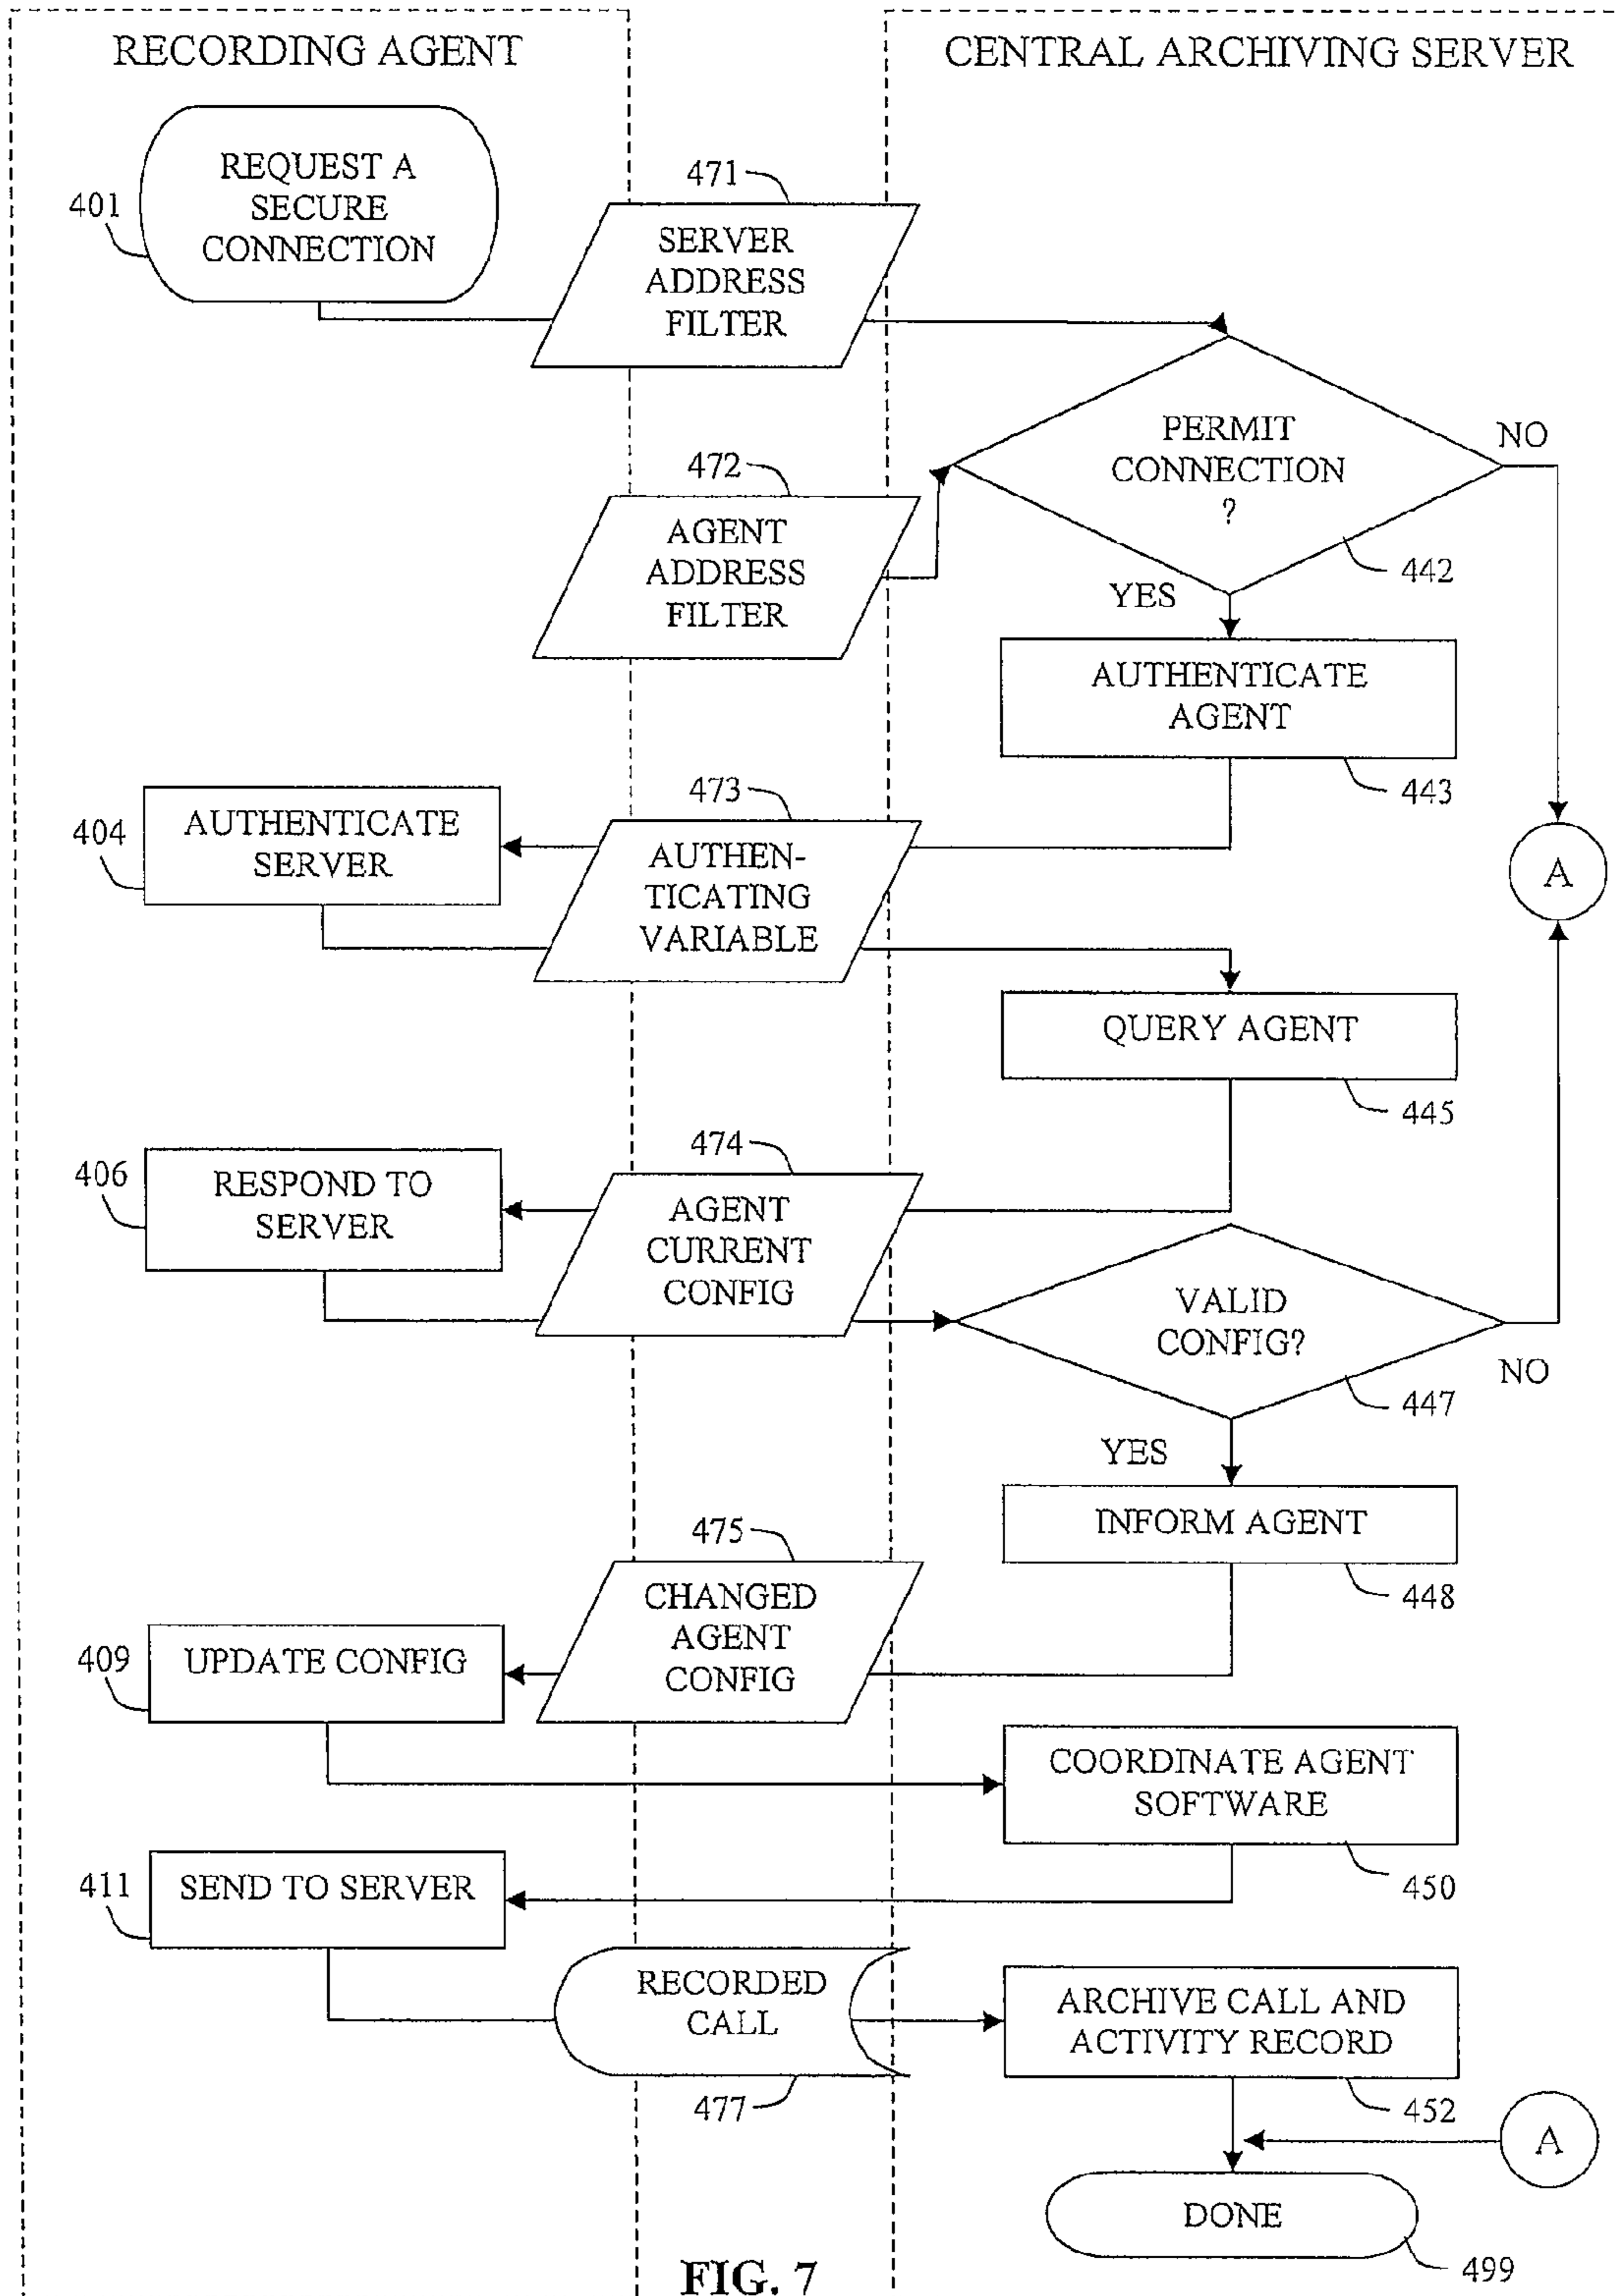 RECORDING AGENT
CENTRAL ARCHIVING SERVER
REQUEST A
SECURE
CONNECTION
401
471
SERVER
ADDRESS
FILTER
PERMIT
CONNECTION
?
NO
442
YES
472
AGENT
ADDRESS
FILTER
AUTHENTICATE
AGENT
443
473
AUTHEN-
TICATING
VARIABLE
404
AUTHENTICATE
SERVER
A
QUERY AGENT
445
474
AGENT
CURRENT
CONFIG
406
RESPOND TO
SERVER
VALID
CONFIG?
NO
447
YES
INFORM AGENT
448
475
CHANGED
AGENT
CONFIG
409
UPDATE CONFIG
COORDINATE AGENT
SOFTWARE
450
411
SEND TO SERVER
RECORDED
CALL
477
ARCHIVE CALL AND
ACTIVITY RECORD
452
A
DONE
499
FIG. 7